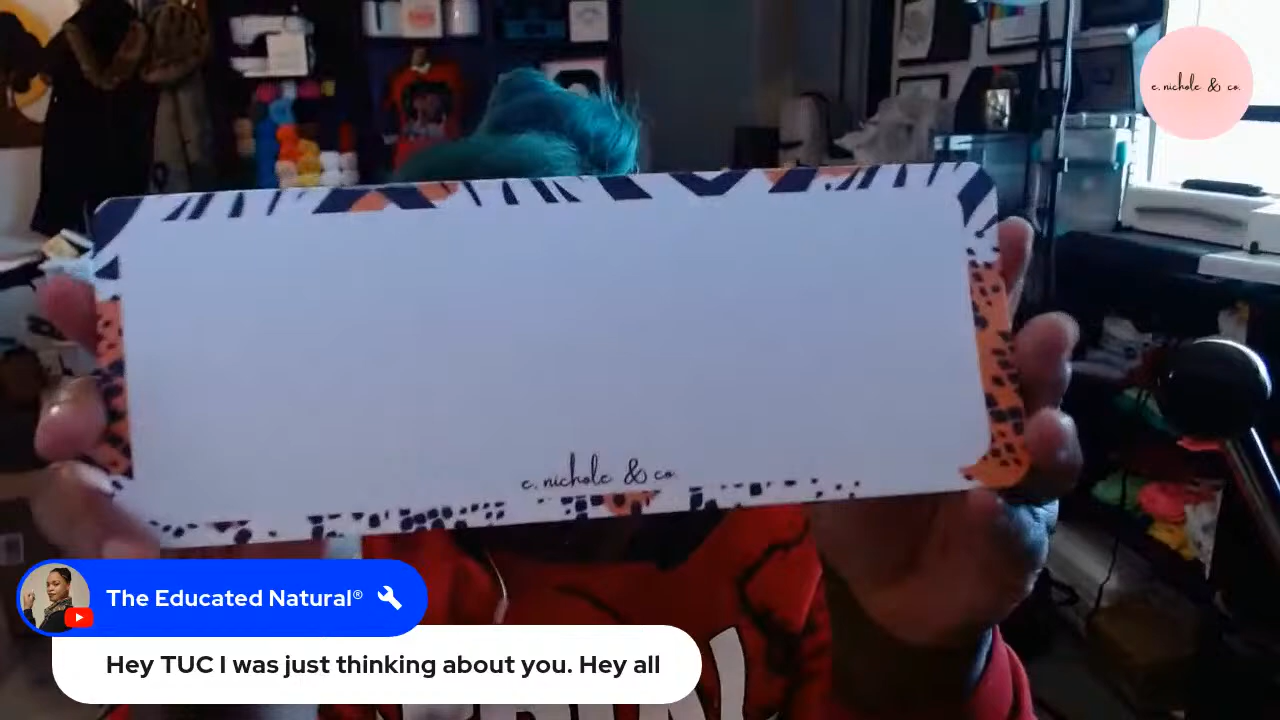 e. nichole & co.
e. nichole & co.
The Educated Natural®
Hey TUC I was just thinking about you. Hey all